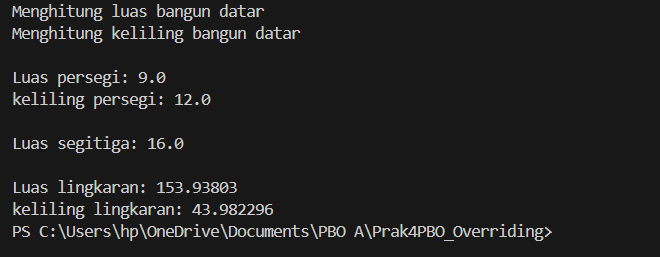 Menghitung luas bangun datar
Menghitung keliling bangun datar
Luas persegi: 9.0
keliling persegi: 12.0
Luas segitiga: 16.0
Luas lingkaran: 153.93803
keliling lingkaran: 43.982296
PS C:\Users\hp\OneDrive\Documents\PBO A\Prak4PBO_Overriding>